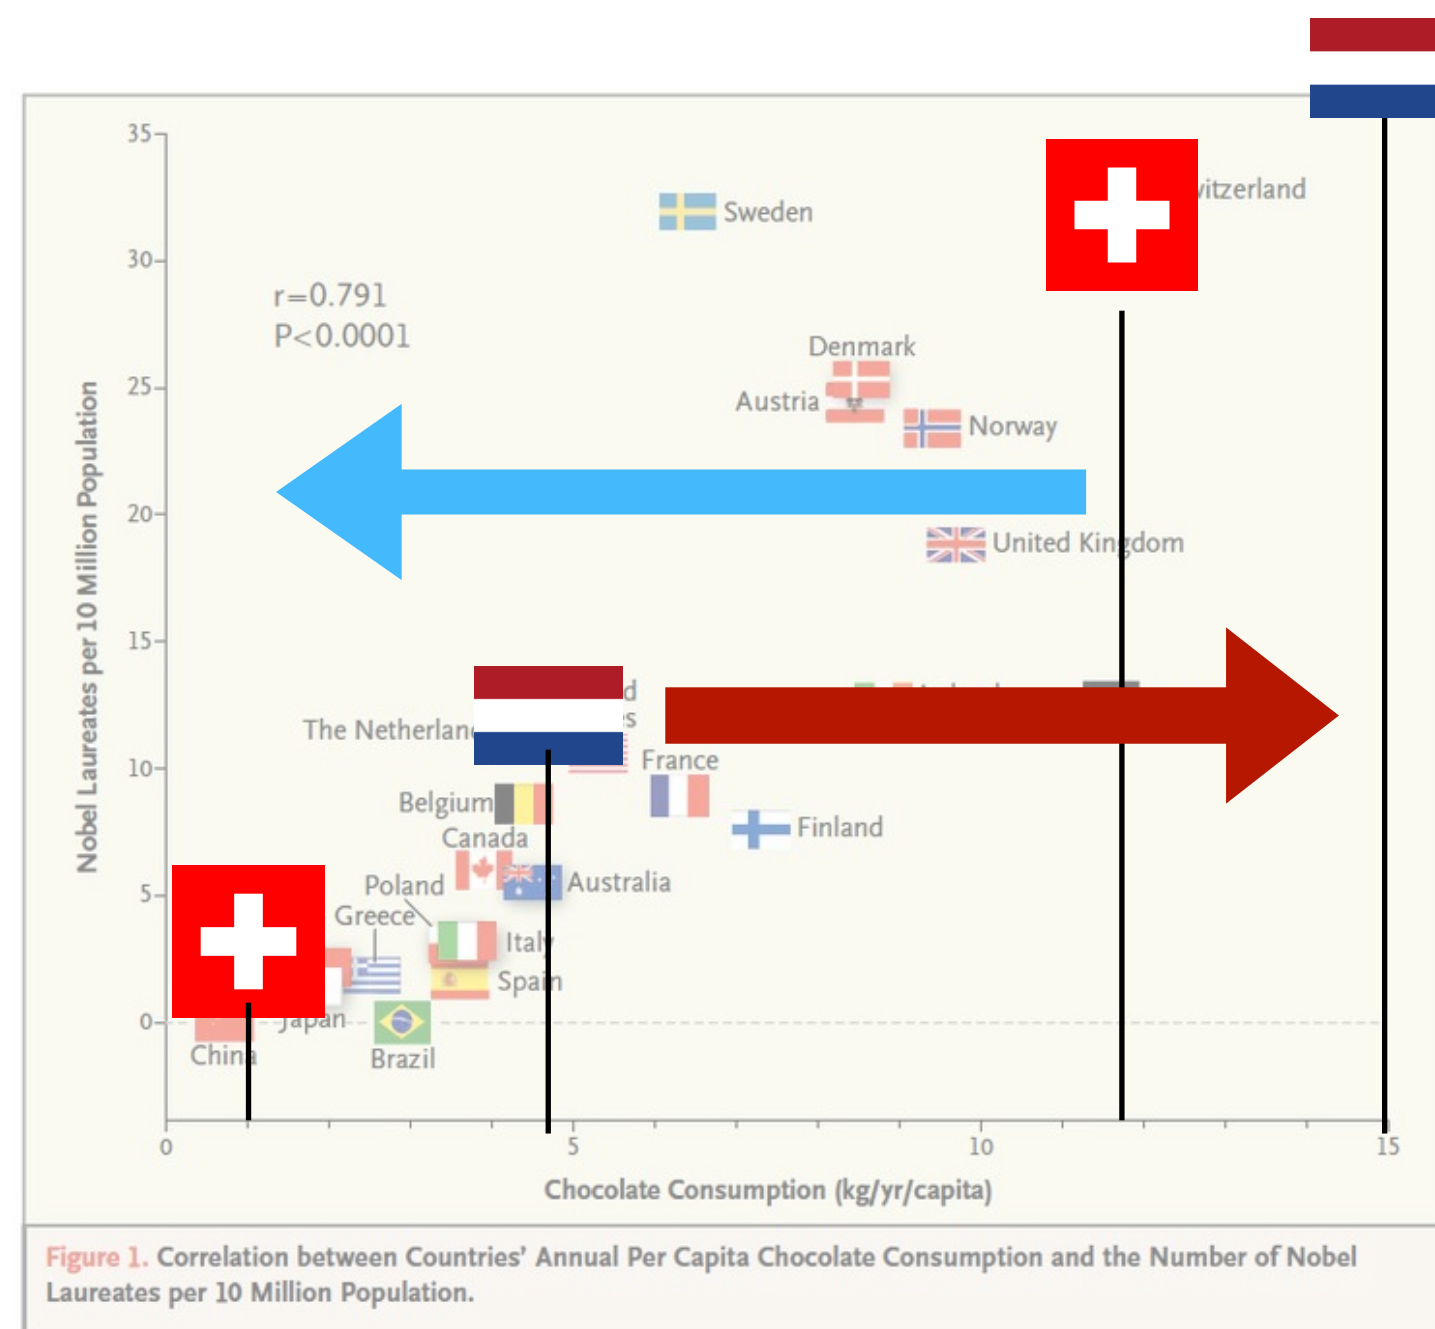 35
30
25
20
15
10
5
0
Nobel Laureates per 10 Million Population
r=0.791
P<0.0001
Sweden
Denmark
Austria
Norway
United Kingdom
France
Belgium
Finland
Canada
Australia
Poland
Greece
Italy
Spain
Japan
China
Brazil
The
0
5
10
15
Chocolate Consumption (kg/yr/capita)
Figure 1. Correlation between Countries' Annual Per Capita Chocolate Consumption and the Number of Nobel
Laureates per 10 Million Population.